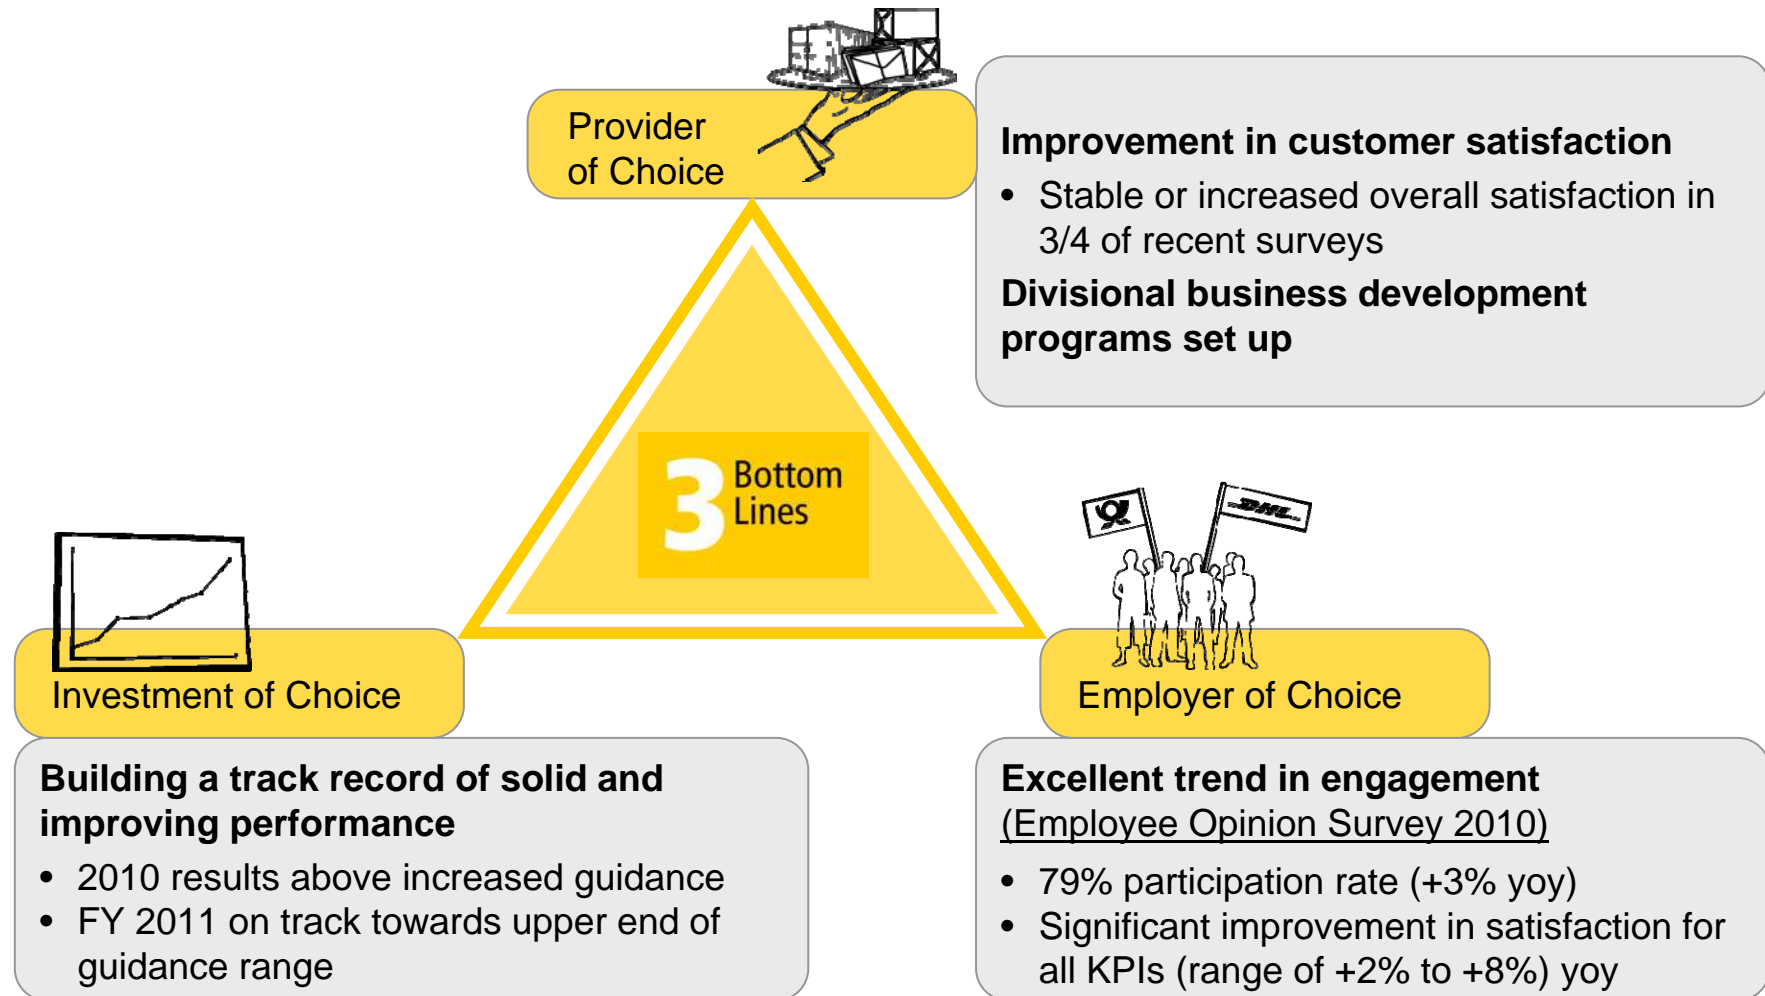 Provider
of Choice
Improvement in customer satisfaction
• Stable or increased overall satisfaction in
3/4 of recent surveys
Divisional business development
programs set up
3 Bottom
Lines
DHL
Investment of Choice
Building a track record of solid and
improving performance
• 2010 results above increased guidance
• FY 2011 on track towards upper end of
guidance range
Employer of Choice
Excellent trend in engagement
(Employee Opinion Survey 2010)
• 79% participation rate (+3% yoy)
• Significant improvement in satisfaction for
all KPIs (range of +2% to +8%) yoy